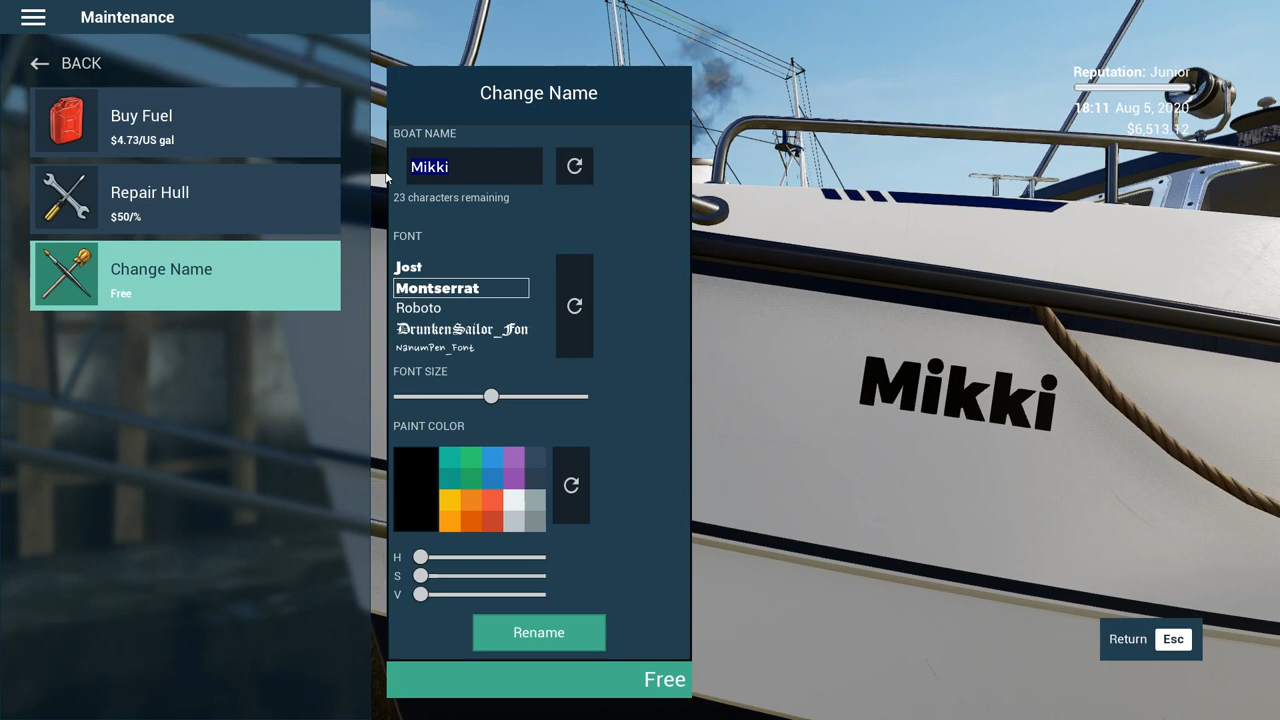 Maintenance
BACK
Buy Fuel
$4.73/US gal
Repair Hull
$50/%
Change Name
Free
Change Name
BOAT NAME
Mikki
23 characters remaining
FONT
Jost
Montserrat
Roboto
DrunkenSailor_Fon
NanumPen_Font
FONT SIZE
PAINT COLOR
H
S
V
Rename
Free
Reputation: Junior
18:11 Aug 5, 2020
$6,513.12
Mikki
Return Esc